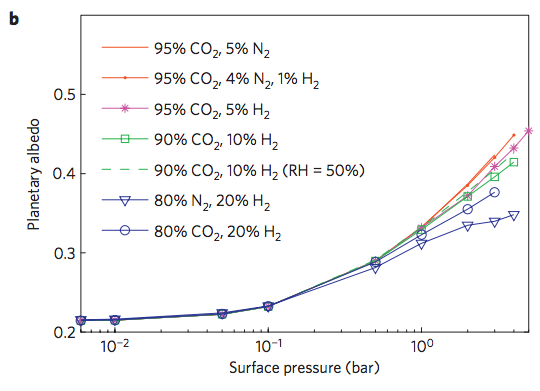 b
95% CO₂, 5% N₂
95% CO₂, 4% N₂, 1% H₂
95% CO₂, 5% H₂
90% CO₂, 10% H₂
90% CO₂, 10% H₂ (RH = 50%)
80% N₂, 20% H₂
80% CO₂, 20% H₂
Planetary albedo
0.5
0.4
0.3
0.2
10⁻² 10⁻¹ 10⁰
Surface pressure (bar)